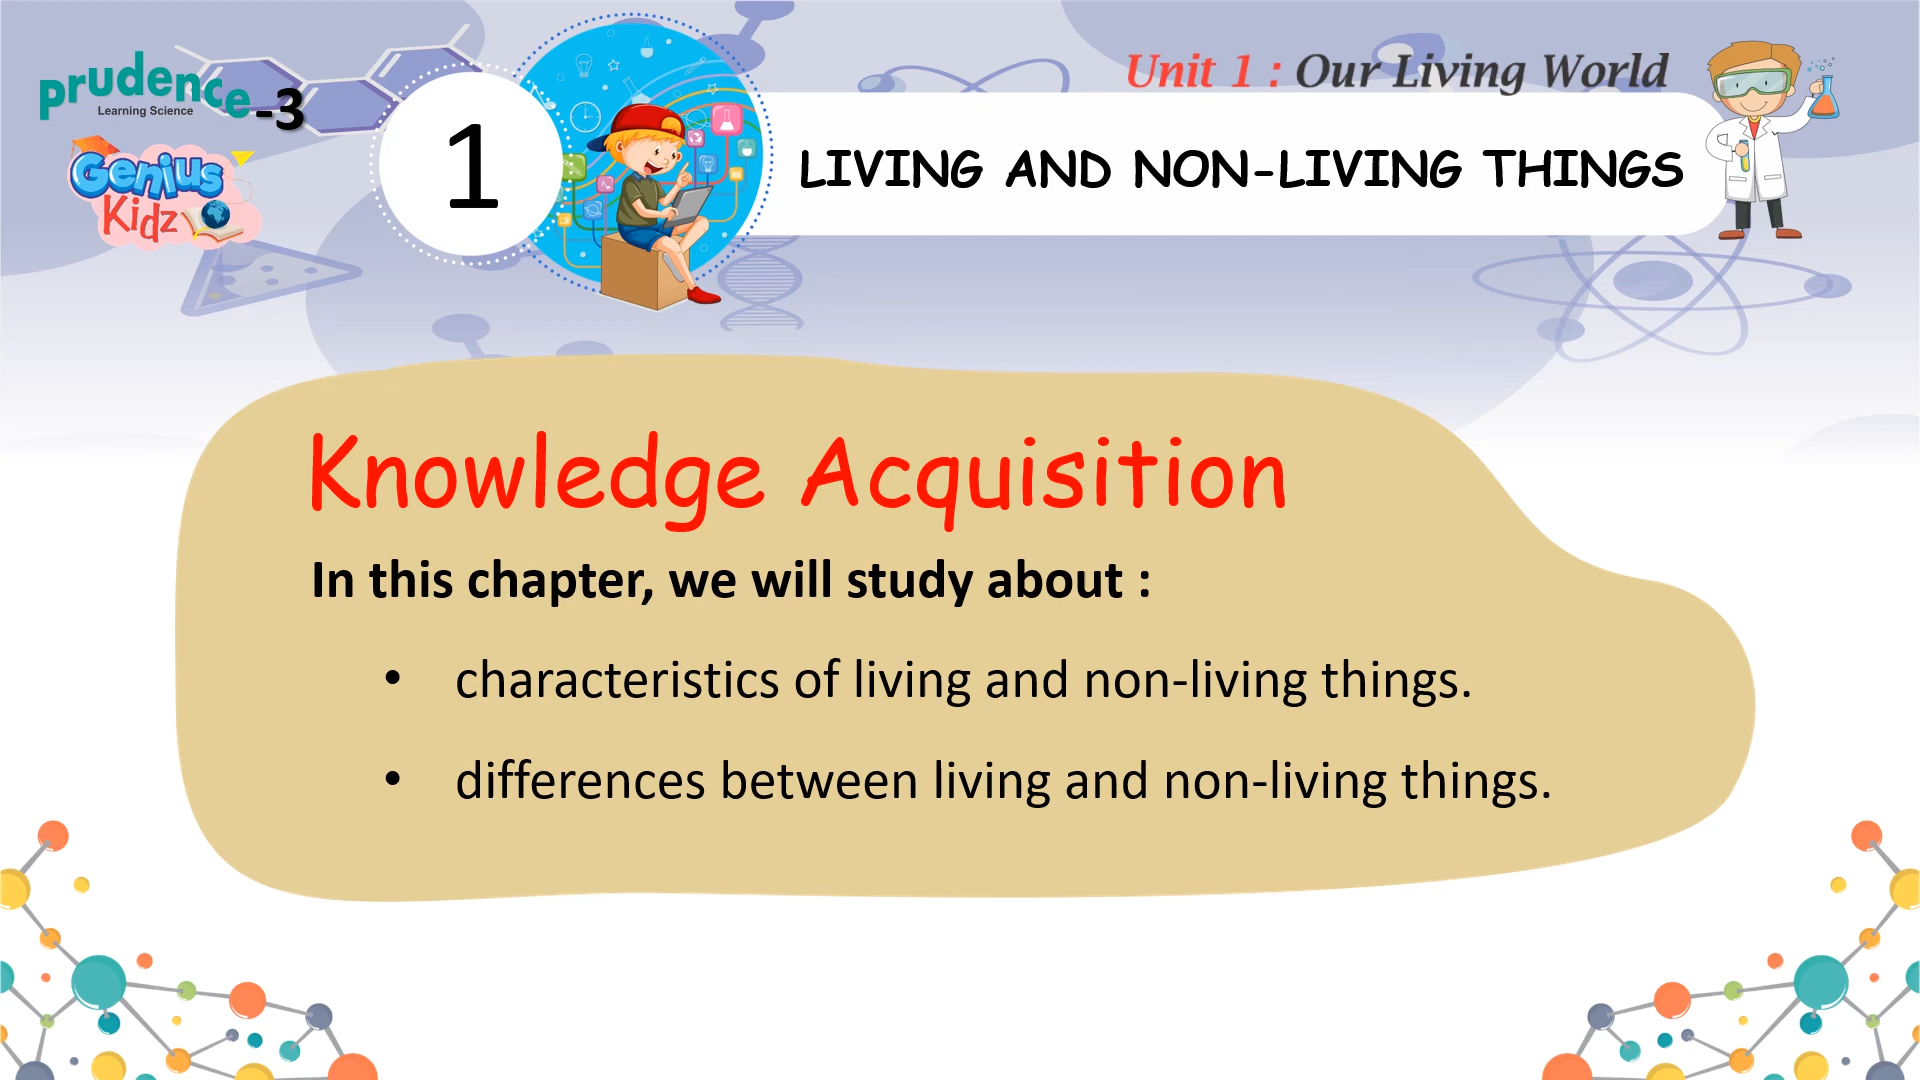 prudence-3
Learning Science
Genius
Kidz
Unit 1 : Our Living World
1
LIVING AND NON-LIVING THINGS
Knowledge Acquisition
In this chapter, we will study about :
• characteristics of living and non-living things.
• differences between living and non-living things.